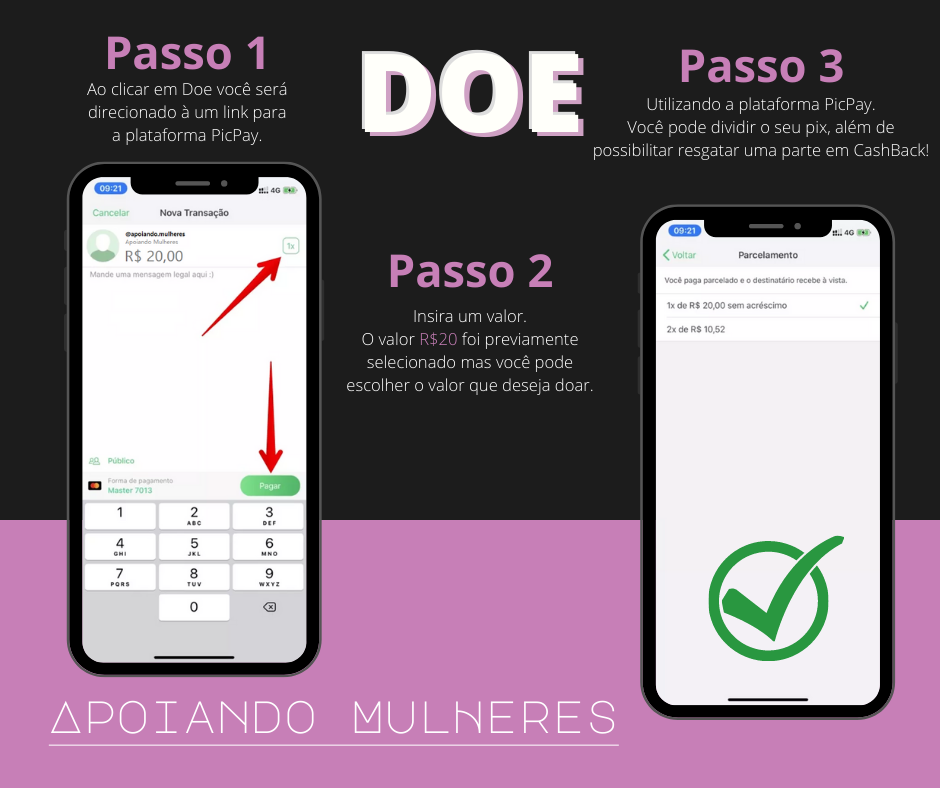 Passo 1
Ao clicar em Doe você será
direcionado à um link para
a plataforma PicPay.
DOE
Passo 3
Utilizando a plataforma PicPay.
Você pode dividir o seu pix, além de
possibilitar resgatar uma parte em CashBack!
09:21
4G
Cancelar
Nova Transação
@apoiando.mulheres
Apoiando Mulheres
R$ 20,00
1x
Mande uma mensagem legal aqui :)
Público
Forma de pagamento
Master 7013
Pagar
1
2
ABC
3
DEF
4
GHI
5
JKL
6
MNO
7
PQRS
8
TUV
9
WXYZ
0
Passo 2
Insira um valor.
O valor R$20 foi previamente
selecionado mas você pode
escolher o valor que deseja doar.
09:21
4G
Voltar
Parcelamento
Você paga parcelado e o destinatário recebe à vista.
1x de R$ 20,00 sem acréscimo
2x de R$ 10,52
APOIANDO MULHERES